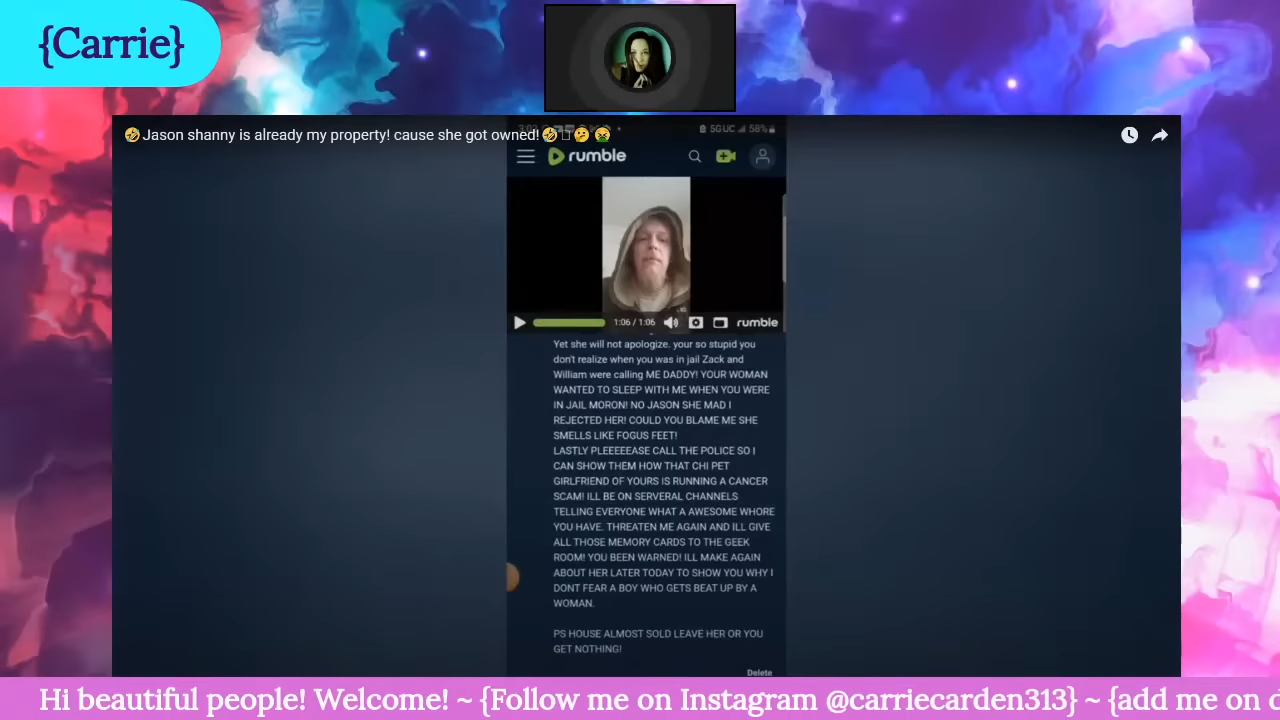 {Carrie}
🤣Jason shanny is already my property! cause she got owned!🤣🤔🤮
5G UC 58%
rumble
1:06 / 1:06
rumble
Yet she will not apologize. your so stupid you
don't realize when you was in jail Zack and
William were calling ME DADDY! YOUR WOMAN
WANTED TO SLEEP WITH ME WHEN YOU WERE
IN JAIL MORON! NO JASON SHE MAD I
REJECTED HER! COULD YOU BLAME ME SHE
SMELLS LIKE FOGUS FEET!
LASTLY PLEEEEEASE CALL THE POLICE SO I
CAN SHOW THEM HOW THAT CHI PET
GIRLFRIEND OF YOURS IS RUNNING A CANCER
SCAM! ILL BE ON SERVERAL CHANNELS
TELLING EVERYONE WHAT A AWESOME WHORE
YOU HAVE. THREATEN ME AGAIN AND ILL GIVE
ALL THOSE MEMORY CARDS TO THE GEEK
ROOM! YOU BEEN WARNED! ILL MAKE AGAIN
ABOUT HER LATER TODAY TO SHOW YOU WHY I
DONT FEAR A BOY WHO GETS BEAT UP BY A
WOMAN.
PS HOUSE ALMOST SOLD LEAVE HER OR YOU
GET NOTHING!
Delete
Hi beautiful people! Welcome! ~ {Follow me on Instagram @carriecarden313} ~ {add me on d